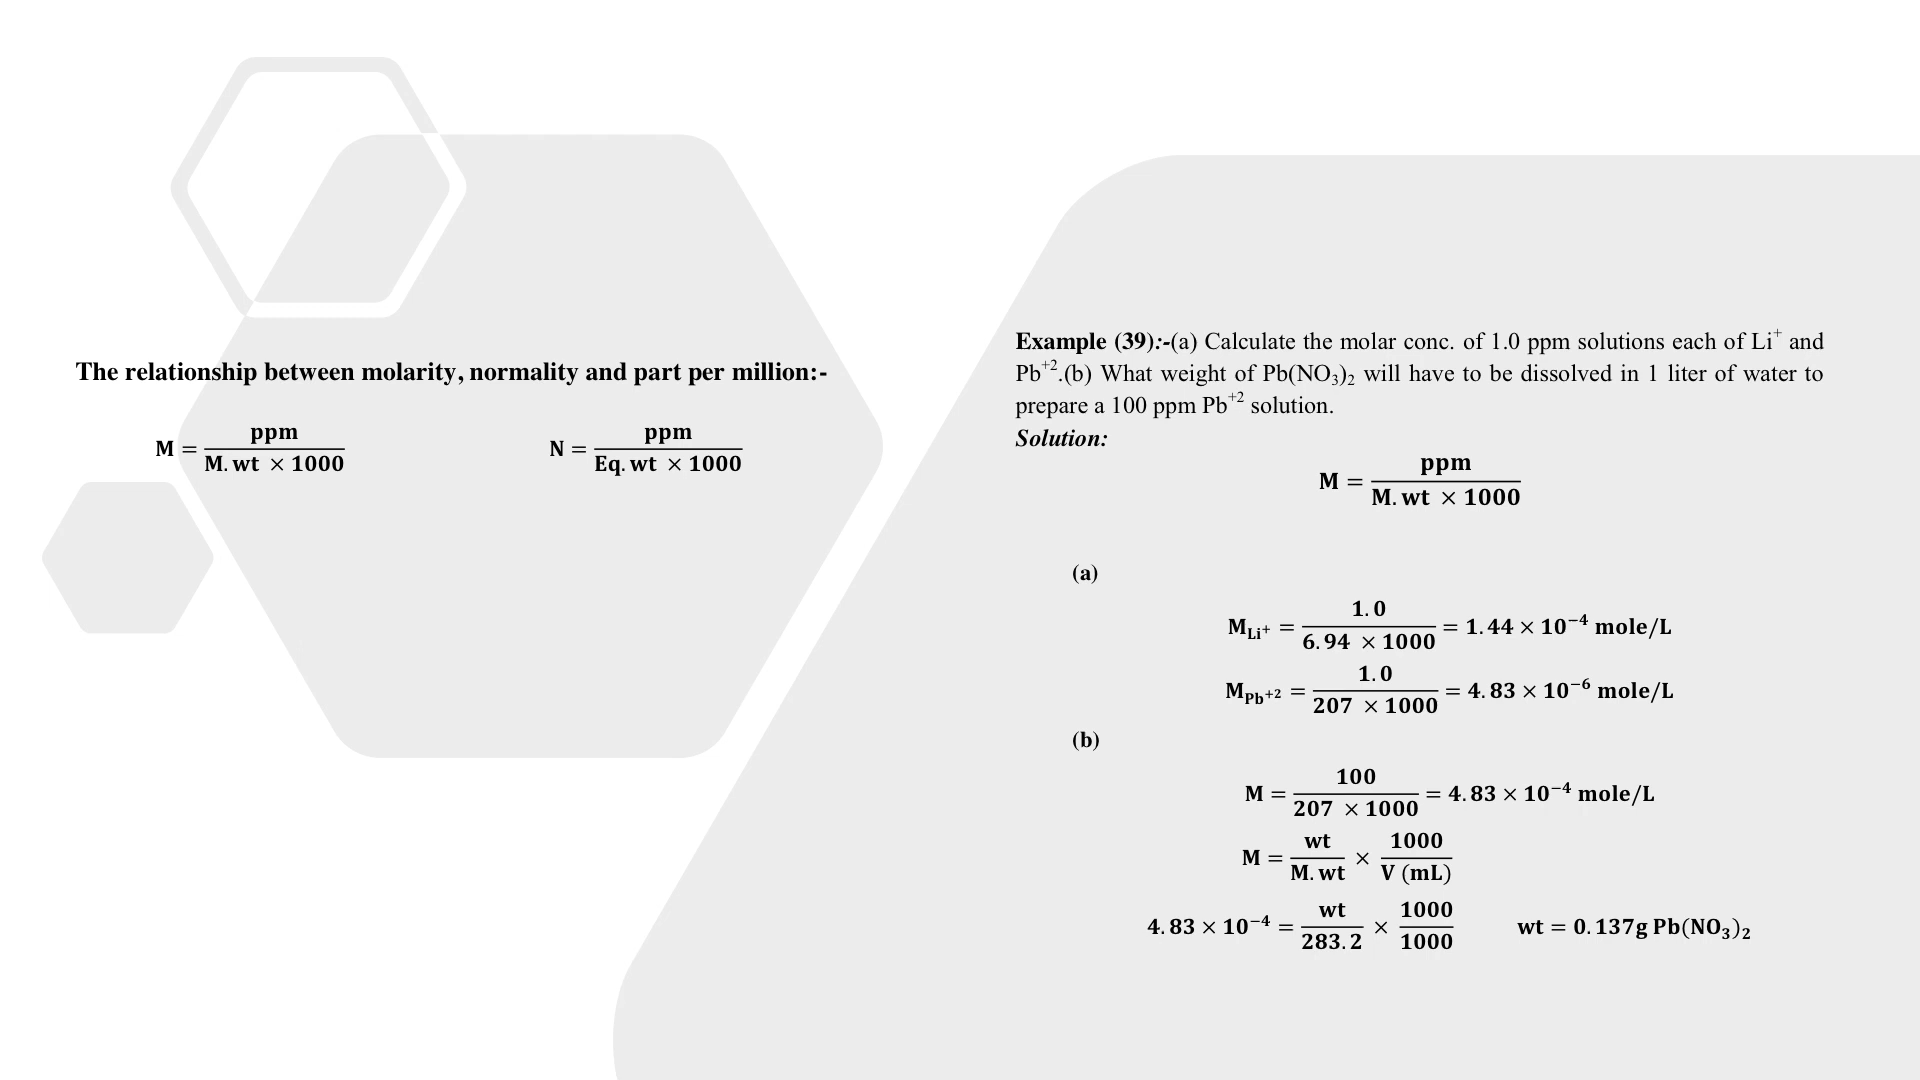 The relationship between molarity, normality and part per million:-
M = ppm / (M. wt × 1000)    N = ppm / (Eq. wt × 1000)
Example (39):-(a) Calculate the molar conc. of 1.0 ppm solutions each of Li⁺ and
Pb⁺².(b) What weight of Pb(NO₃)₂ will have to be dissolved in 1 liter of water to
prepare a 100 ppm Pb⁺² solution.
Solution:
M = ppm / (M. wt × 1000)
(a)
M_Li⁺ = 1.0 / (6.94 × 1000) = 1.44 × 10⁻⁴ mole/L
M_Pb⁺² = 1.0 / (207 × 1000) = 4.83 × 10⁻⁶ mole/L
(b)
M = 100 / (207 × 1000) = 4.83 × 10⁻⁴ mole/L
M = wt / M. wt × 1000 / V (mL)
4.83 × 10⁻⁴ = wt / 283.2 × 1000 / 1000    wt = 0.137g Pb(NO₃)₂